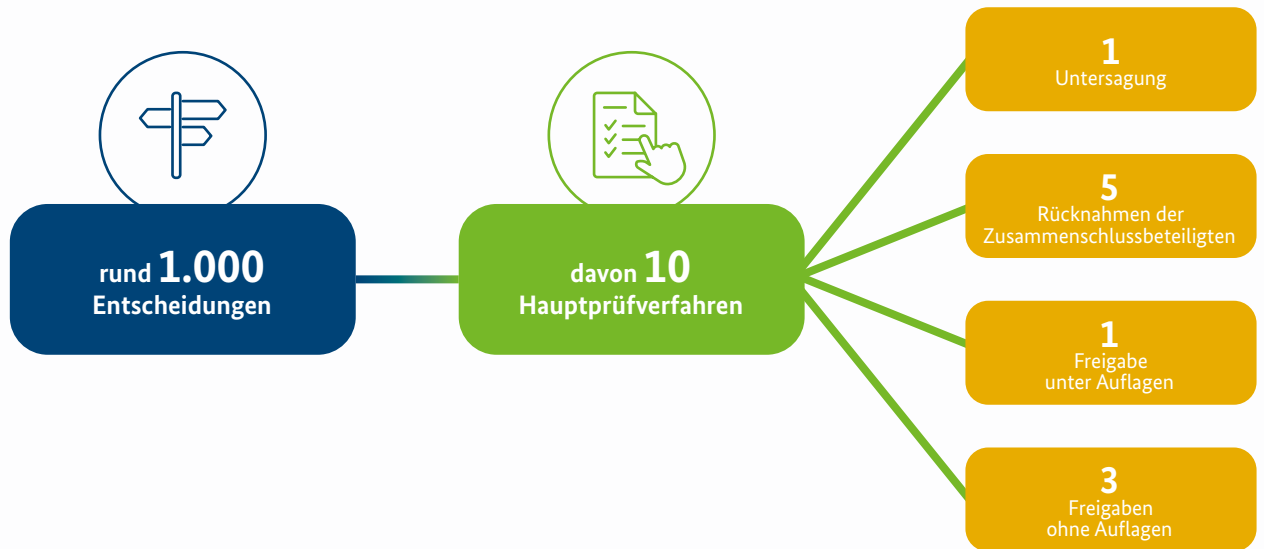 rund 1.000
Entscheidungen
davon 10
Hauptprüfverfahren
1
Untersagung
5
Rücknahmen der
Zusammenschlussbeteiligten
1
Freigabe
unter Auflagen
3
Freigaben
ohne Auflagen